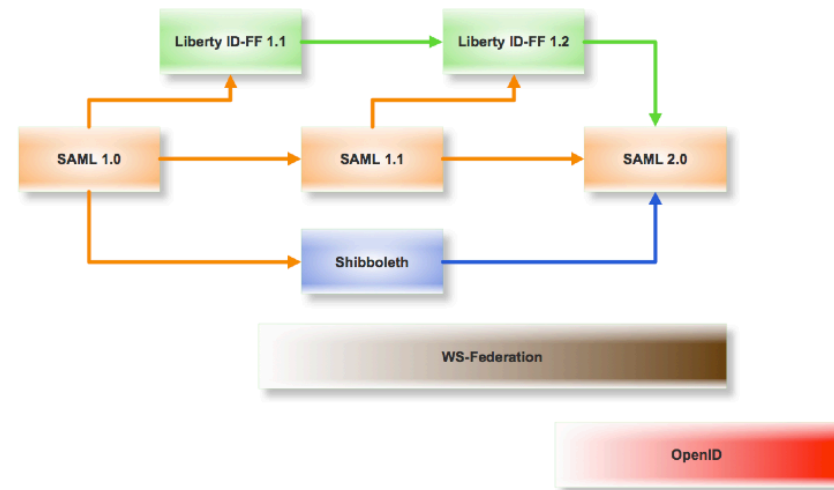 Liberty ID-FF 1.1
Liberty ID-FF 1.2
SAML 1.0
SAML 1.1
SAML 2.0
Shibboleth
WS-Federation
OpenID